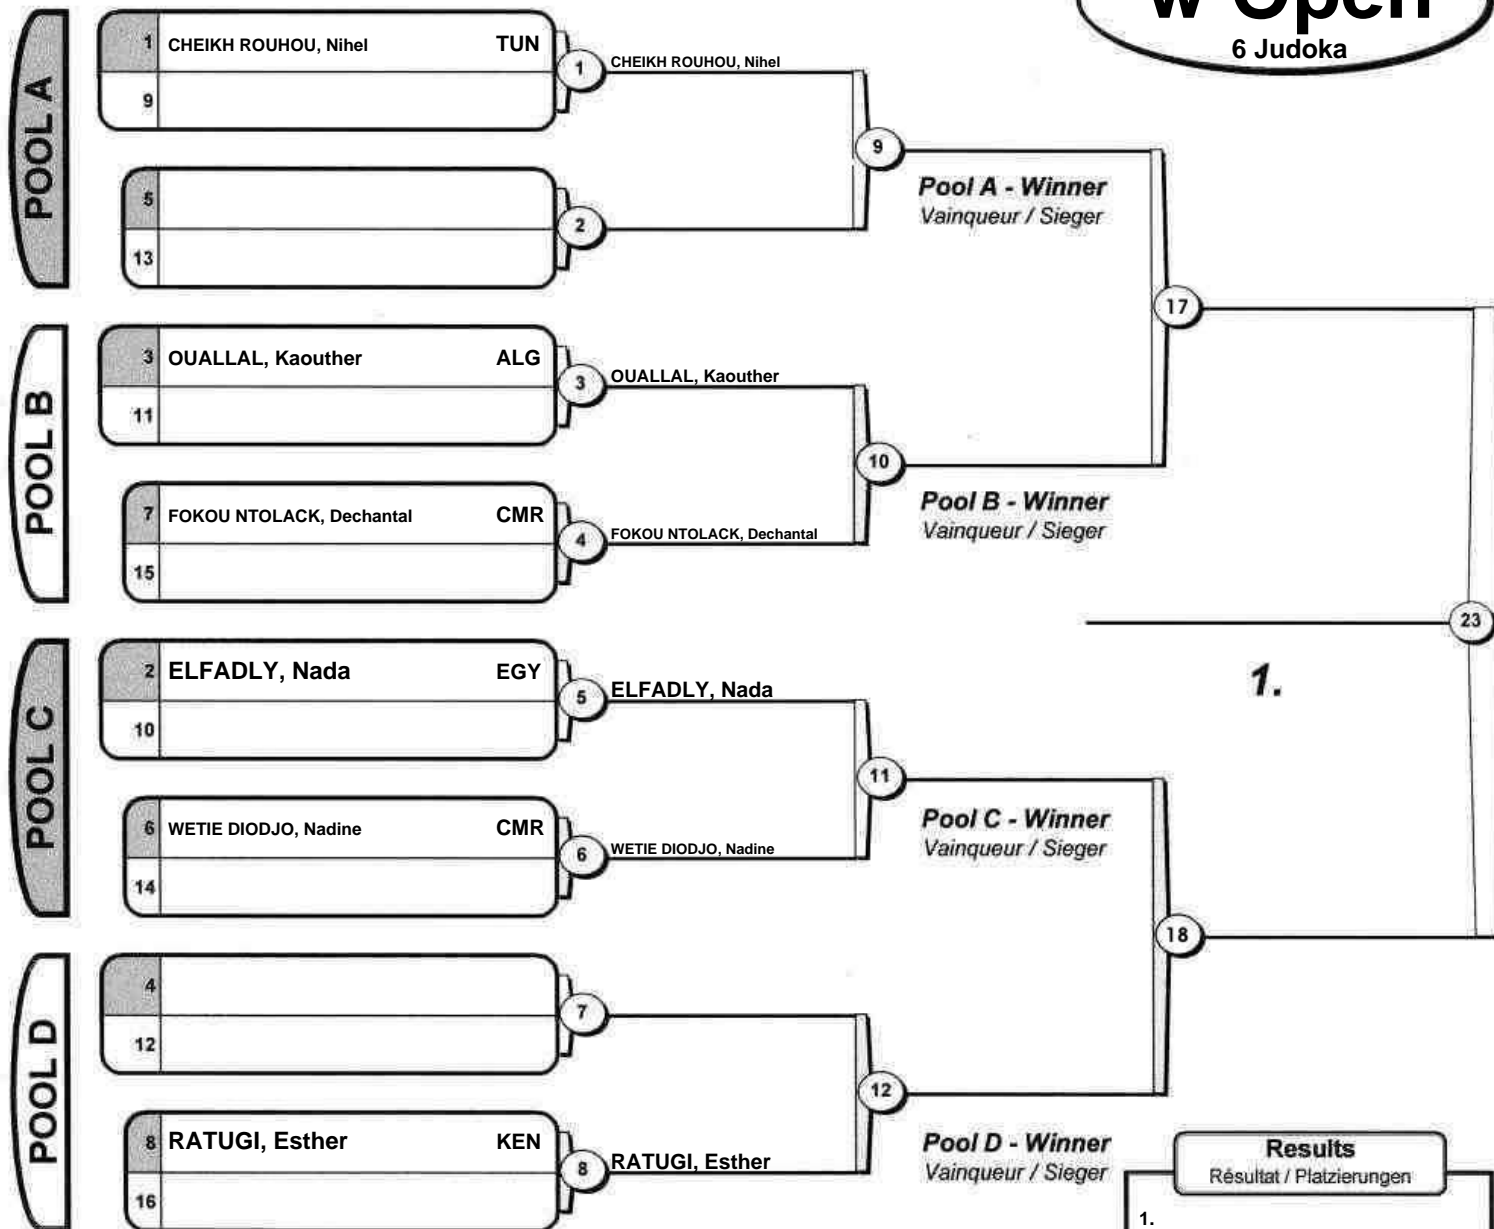 w Open
6 Judoka
POOL A
1 CHEIKH ROUHOU, Nihel TUN
9
1 CHEIKH ROUHOU, Nihel
5
13
2
9
Pool A - Winner
Vainqueur / Sieger
17
POOL B
3 OUALLAL, Kaouther ALG
11
3 OUALLAL, Kaouther
7 FOKOU NTOLACK, Dechantal CMR
15
4 FOKOU NTOLACK, Dechantal
10
Pool B - Winner
Vainqueur / Sieger
23
1.
POOL C
2 ELFADLY, Nada EGY
10
5 ELFADLY, Nada
6 WETIE DIODJO, Nadine CMR
14
6 WETIE DIODJO, Nadine
11
Pool C - Winner
Vainqueur / Sieger
18
POOL D
4
12
7
8 RATUGI, Esther KEN
16
8 RATUGI, Esther
12
Pool D - Winner
Vainqueur / Sieger
Results
Résultat / Platzierungen
1.